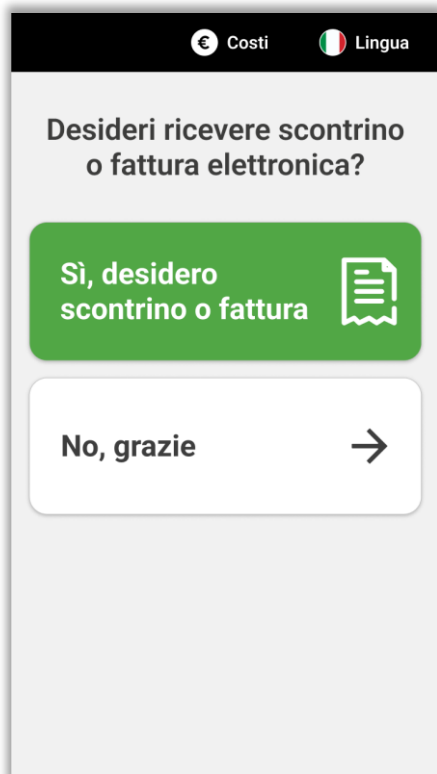 € Costi Lingua
Desideri ricevere scontrino
o fattura elettronica?
Sì, desidero
scontrino o fattura
No, grazie